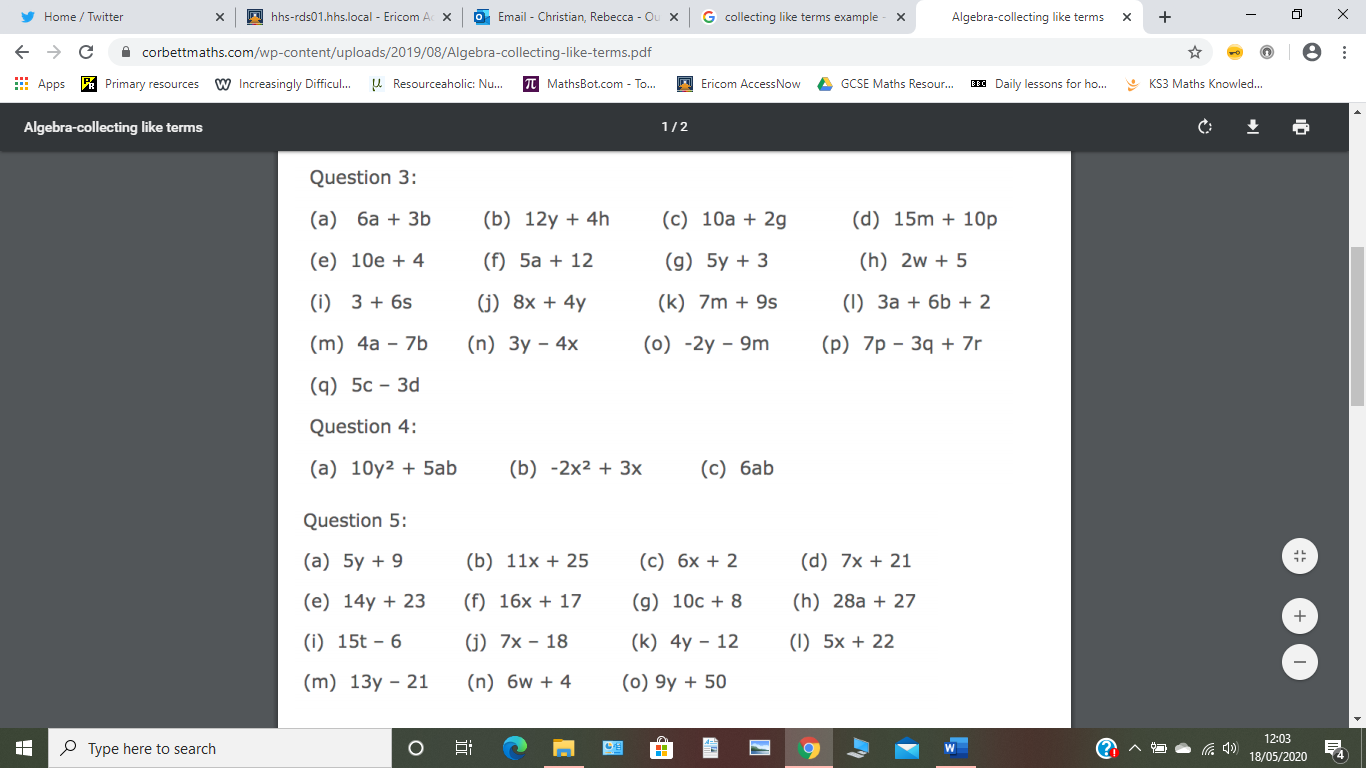 Home / Twitter
hhs-rds01.hhs.local - Ericom A
Email - Christian, Rebecca - Ou
collecting like terms example -
Algebra-collecting like terms
corbettmaths.com/wp-content/uploads/2019/08/Algebra-collecting-like-terms.pdf
Apps Primary resources Increasingly Difficul... Resourceaholic: Nu... MathsBot.com - To... Ericom AccessNow GCSE Maths Resour... BBC Daily lessons for ho... KS3 Maths Knowled...
Algebra-collecting like terms 1 / 2
Question 3:
(a) 6a + 3b (b) 12y + 4h (c) 10a + 2g (d) 15m + 10p
(e) 10e + 4 (f) 5a + 12 (g) 5y + 3 (h) 2w + 5
(i) 3 + 6s (j) 8x + 4y (k) 7m + 9s (l) 3a + 6b + 2
(m) 4a – 7b (n) 3y – 4x (o) -2y – 9m (p) 7p – 3q + 7r
(q) 5c – 3d
Question 4:
(a) 10y² + 5ab (b) -2x² + 3x (c) 6ab
Question 5:
(a) 5y + 9 (b) 11x + 25 (c) 6x + 2 (d) 7x + 21
(e) 14y + 23 (f) 16x + 17 (g) 10c + 8 (h) 28a + 27
(i) 15t – 6 (j) 7x – 18 (k) 4y – 12 (l) 5x + 22
(m) 13y – 21 (n) 6w + 4 (o) 9y + 50
Type here to search
12:03
18/05/2020
4